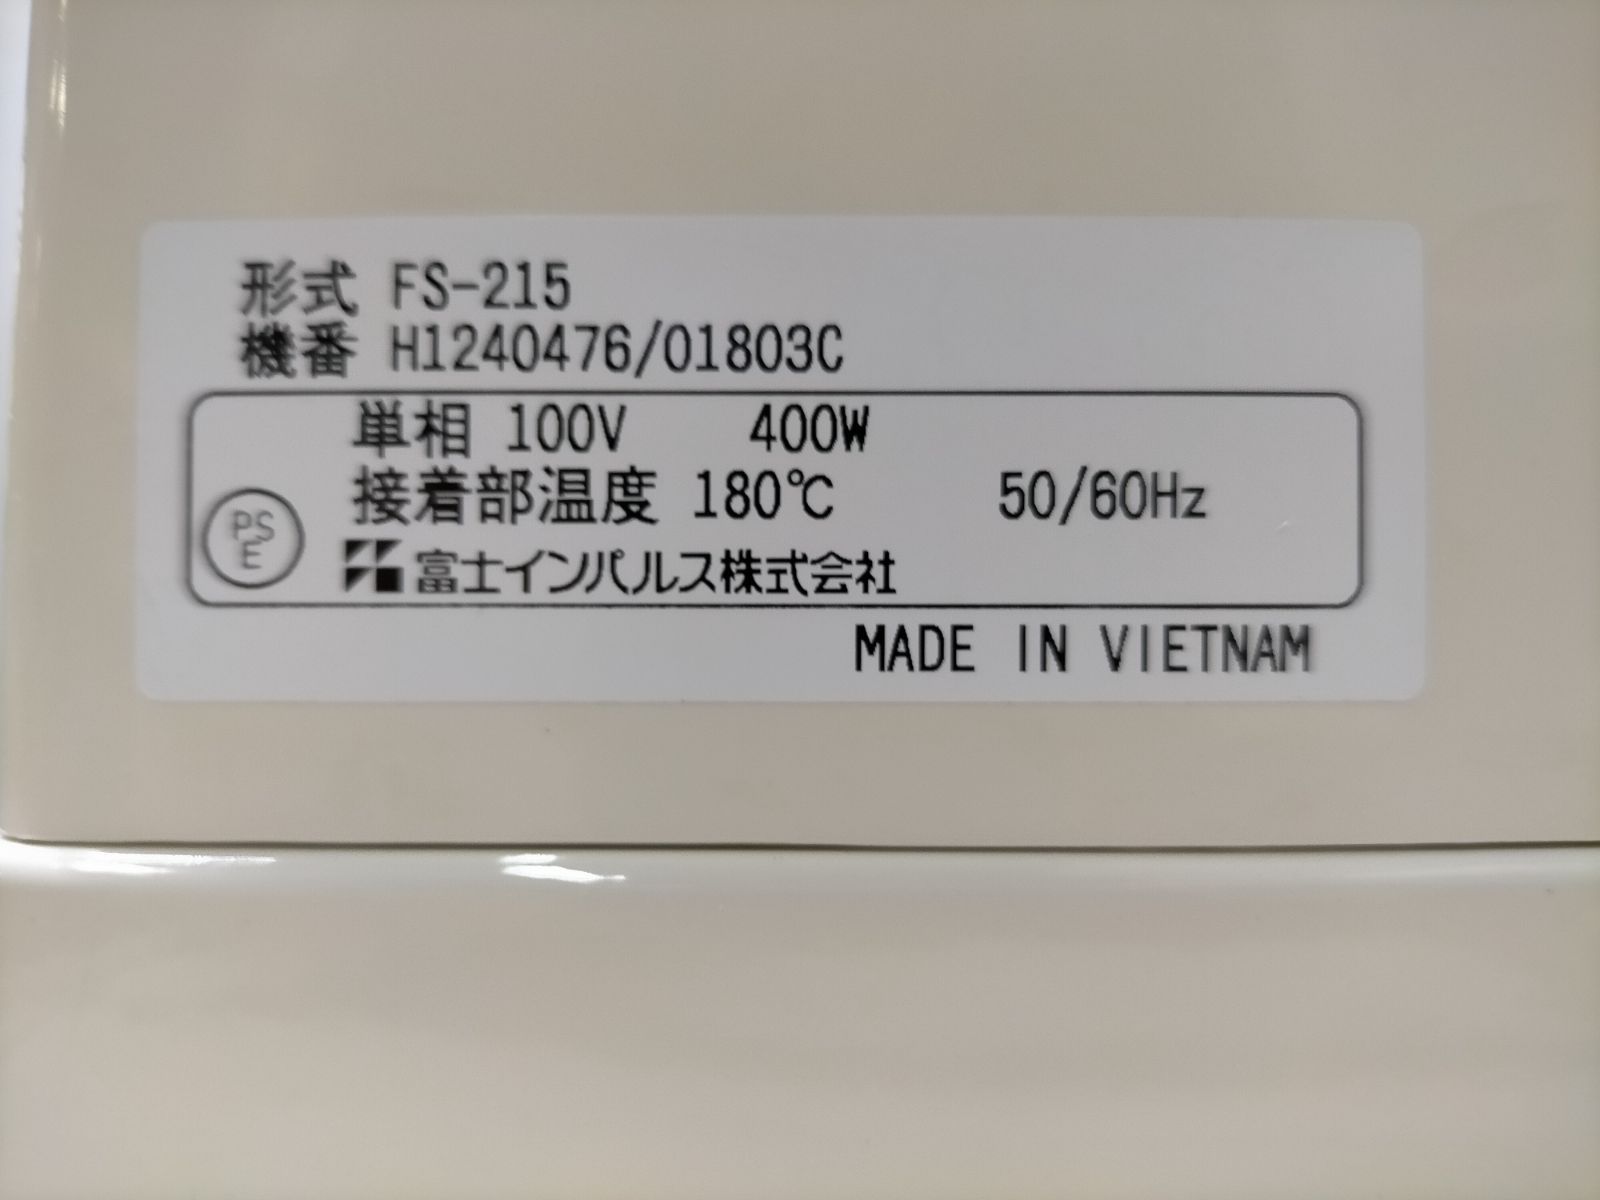 形式 FS-215
機番 H1240476/01803C
単相 100V 400W
接着部温度 180℃ 50/60Hz
PS
E
富士インパルス株式会社
MADE IN VIETNAM